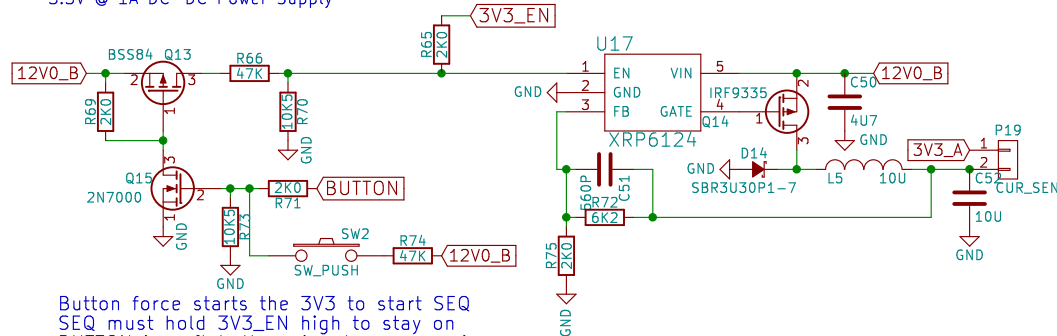 3.3V @ 1A DC-DC Power Supply
3V3_EN
R65
2K0
U17
BSS84
Q13
R66
47K
12V0_B
2
3
1
R69
2K0
10K5
R70
GND
1
EN
VIN
5
GND
2
GND
3
FB
GATE
4
XRP6124
IRF9335
Q14
2
1
3
12V0_B
C50
4U7
GND
P19
3V3_A
1
2
CUR_SEN
Q15
2N7000
3
2
1
GND
2K0
R71
BUTTON
10K5
R73
GND
SW2
SW_PUSH
R74
47K
12V0_B
GND
D14
SBR3U30P1-7
L5
10U
C52
10U
GND
560P
C51
R72
6K2
R75
2K0
GND
Button force starts the 3V3 to start SEQ
SEQ must hold 3V3_EN high to stay on